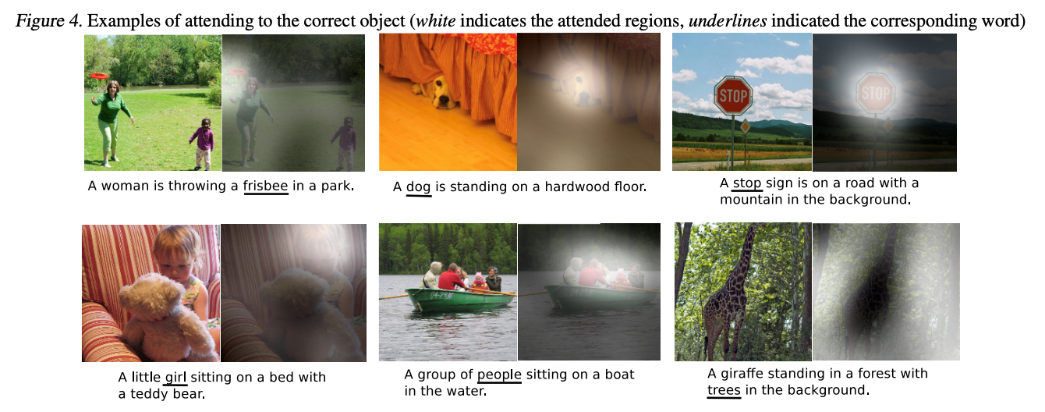 Figure 4. Examples of attending to the correct object (white indicates the attended regions, underlines indicated the corresponding word)
STOP
STOP
A woman is throwing a frisbee in a park.
A dog is standing on a hardwood floor.
A stop sign is on a road with a
mountain in the background.
A little girl sitting on a bed with
a teddy bear.
A group of people sitting on a boat
in the water.
A giraffe standing in a forest with
trees in the background.